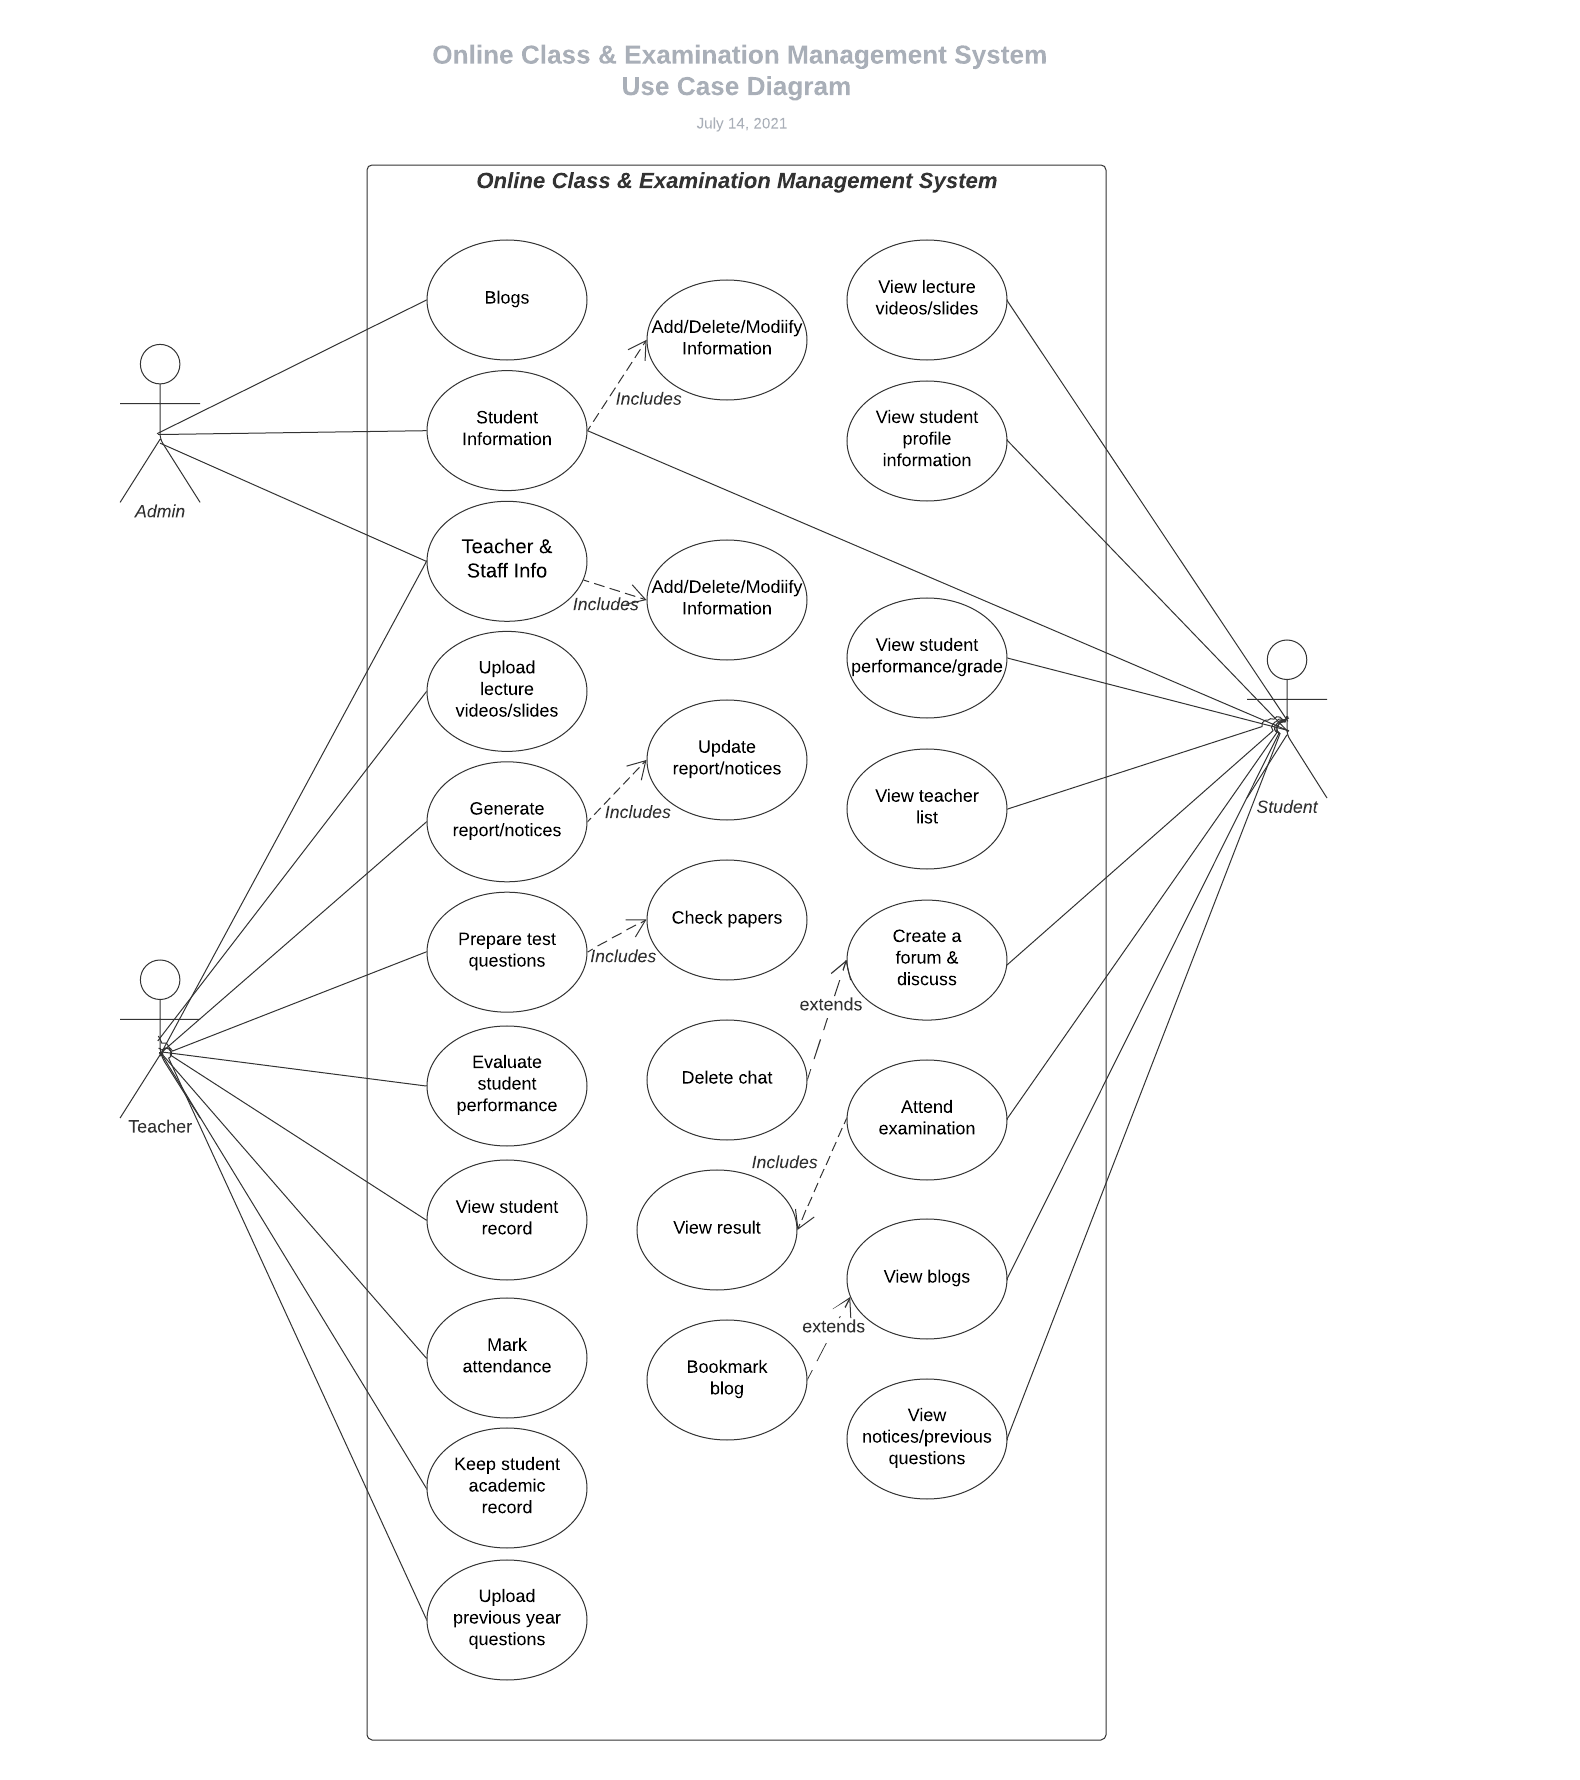 Online Class & Examination Management System
Use Case Diagram
July 14, 2021
Online Class & Examination Management System
Blogs
Student
Information
Teacher &
Staff Info
Upload
lecture
videos/slides
Generate
report/notices
Prepare test
questions
Evaluate
student
performance
View student
record
Mark
attendance
Keep student
academic
record
Upload
previous year
questions
Add/Delete/Modiify
Information
Includes
Add/Delete/Modiify
Information
Includes
Update
report/notices
Includes
Check papers
Includes
Delete chat
extends
Includes
View result
extends
Bookmark
blog
View lecture
videos/slides
View student
profile
information
View student
performance/grade
View teacher
list
Create a
forum &
discuss
Attend
examination
View blogs
View
notices/previous
questions
Admin
Teacher
Student